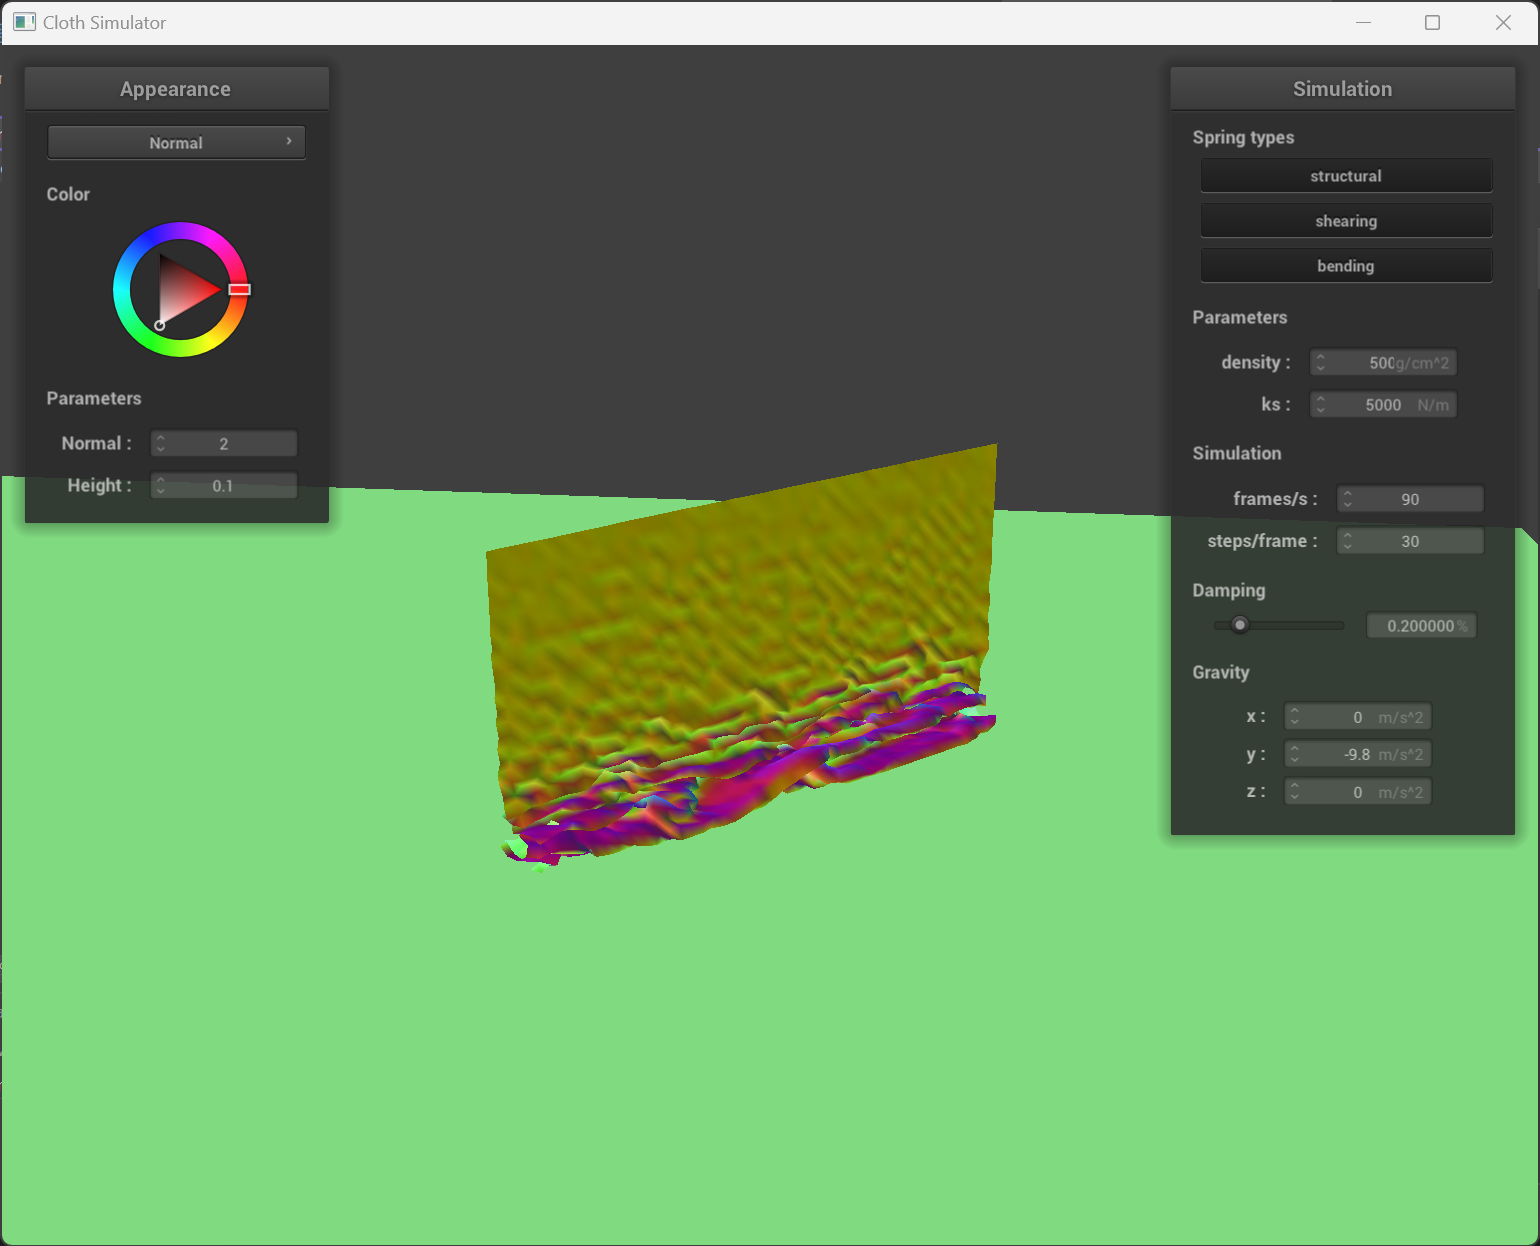 Cloth Simulator
Appearance
Normal
Color
Parameters
Normal :
2
Height :
0.1
Simulation
Spring types
structural
shearing
bending
Parameters
density :
500g/cm^2
ks :
5000 N/m
Simulation
frames/s :
90
steps/frame :
30
Damping
0.200000 %
Gravity
x :
0 m/s^2
y :
-9.8 m/s^2
z :
0 m/s^2